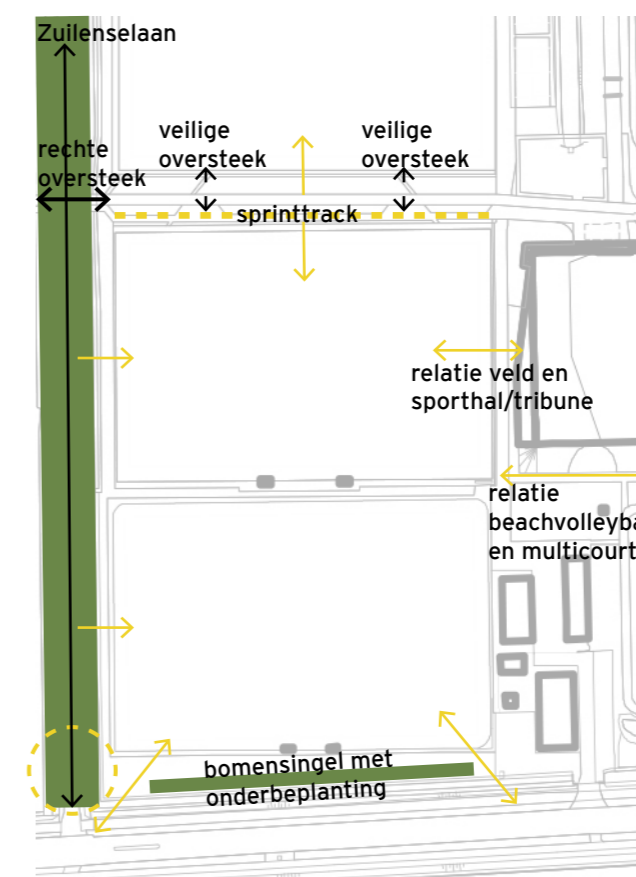 Zuilenselaan
rechte
oversteek
veilige
oversteek
veilige
oversteek
sprinttrack
relatie veld en
sporthal/tribune
relatie
beachvolleyba
en multicourt
bomensingel met
onderbeplanting